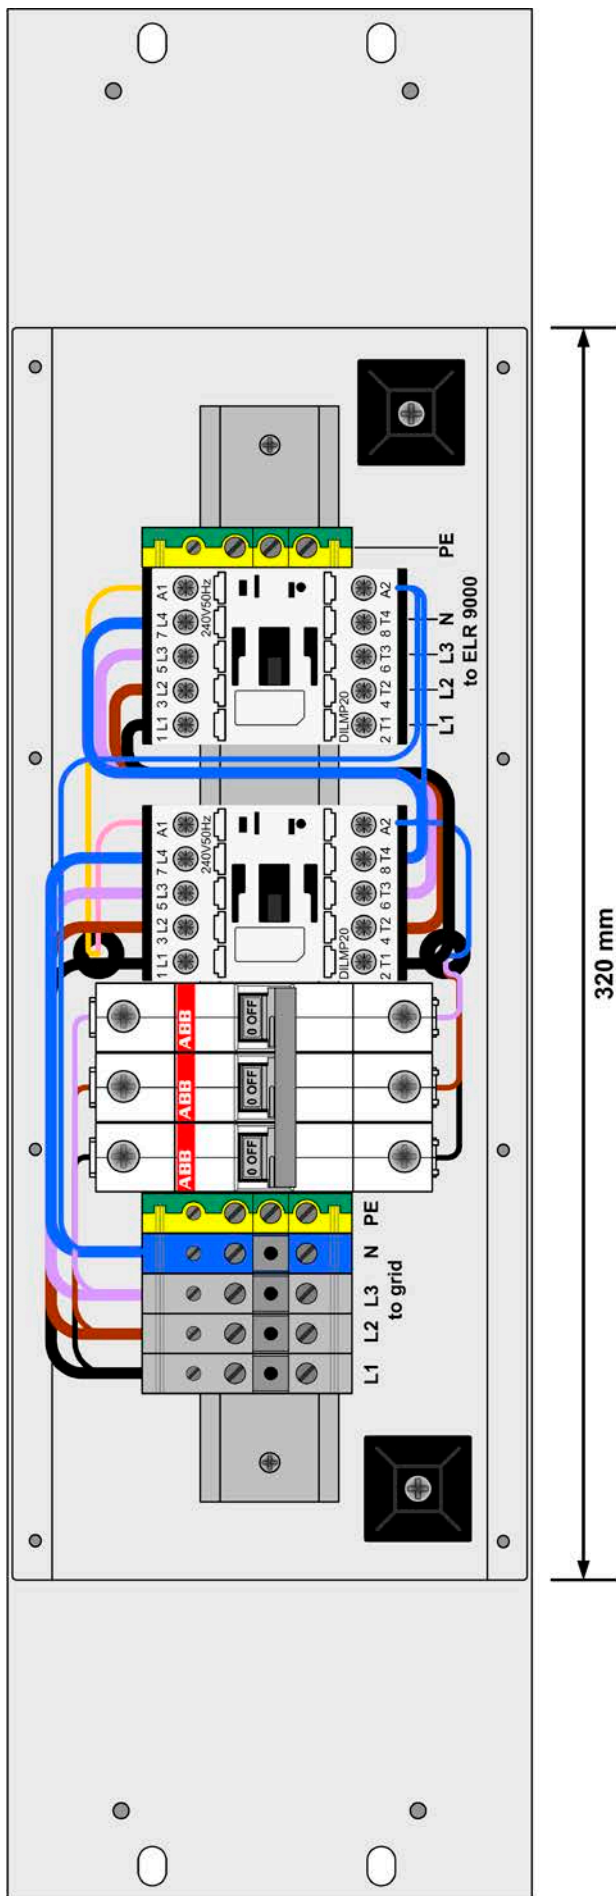 L1 L2 L3 N PE
to grid
ABB ABB ABB
0 OFF 0 OFF 0 OFF
1 L1 3 L2 5 L3 7 L4 A1
240V50Hz
DILMP20
2 T1 4 T2 6 T3 8 T4 A2
1 L1 3 L2 5 L3 7 L4 A1
240V50Hz
DILMP20
2 T1 4 T2 6 T3 8 T4 A2
L1 L2 L3 N PE
to ELR 9000
320 mm